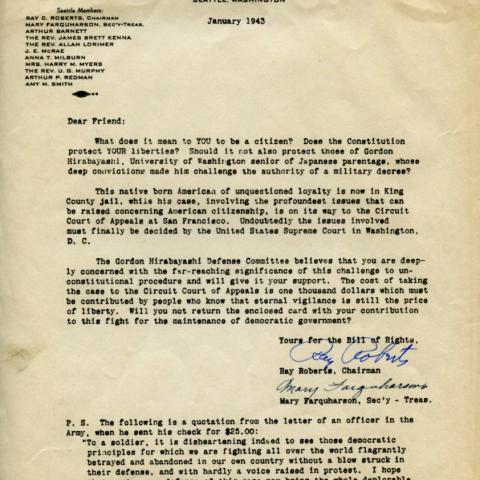 SEATTLE, WASHINGTON
Seattle Members:
RAY C. ROBERTS, CHAIRMAN
MARY FARQUHARSON, SEC'Y-TREAS.
ARTHUR BARNETT
THE REV. JAMES BRETT KENNA
THE REV. ALLAN LORIMER
J. E. McRAE
ANNA T. MILBURN
MRS. HARRY M. MYERS
THE REV. U. G. MURPHY
ARTHUR P. REDMAN
AMY M. SMITH
January 1943
Dear Friend:
What does it mean to YOU to be a citizen? Does the Constitution
protect YOUR liberties? Should it not also protect those of Gordon
Hirabayashi, University of Washington senior of Japanese parentage, whose
deep convictions made him challenge the authority of a military decree?
This native born American of unquestioned loyalty is now in King
County jail, while his case, involving the profoundest issues that can
be raised concerning American citizenship, is on its way to the Circuit
Court of Appeals at San Francisco. Undoubtedly the issues involved
must finally be decided by the United States Supreme Court in Washington,
D. C.
The Gordon Hirabayashi Defense Committee believes that you are deep-
ly concerned with the far-reaching significance of this challenge to un-
constitutional procedure and will give it your support. The cost of taking
the case to the Circuit Court of Appeals is one thousand dollars which must
be contributed by people who know that eternal vigilance is still the price
of liberty. Will you not return the enclosed card with your contribution
to this fight for the maintenance of democratic government?
Yours for the Bill of Rights,
Ray Roberts
Ray Roberts, Chairman
Mary Farquharson
Mary Farquharson, Sec'y - Treas.
P. S. The following is a quotation from the letter of an officer in the
Army, when he sent his check for $25.00:
"To a soldier, it is disheartening indeed to see those democratic
principles for which we are fighting all over the world flagrantly
betrayed and abandoned in our own country without a blow struck in
their defense, and with hardly a voice raised in protest. I hope